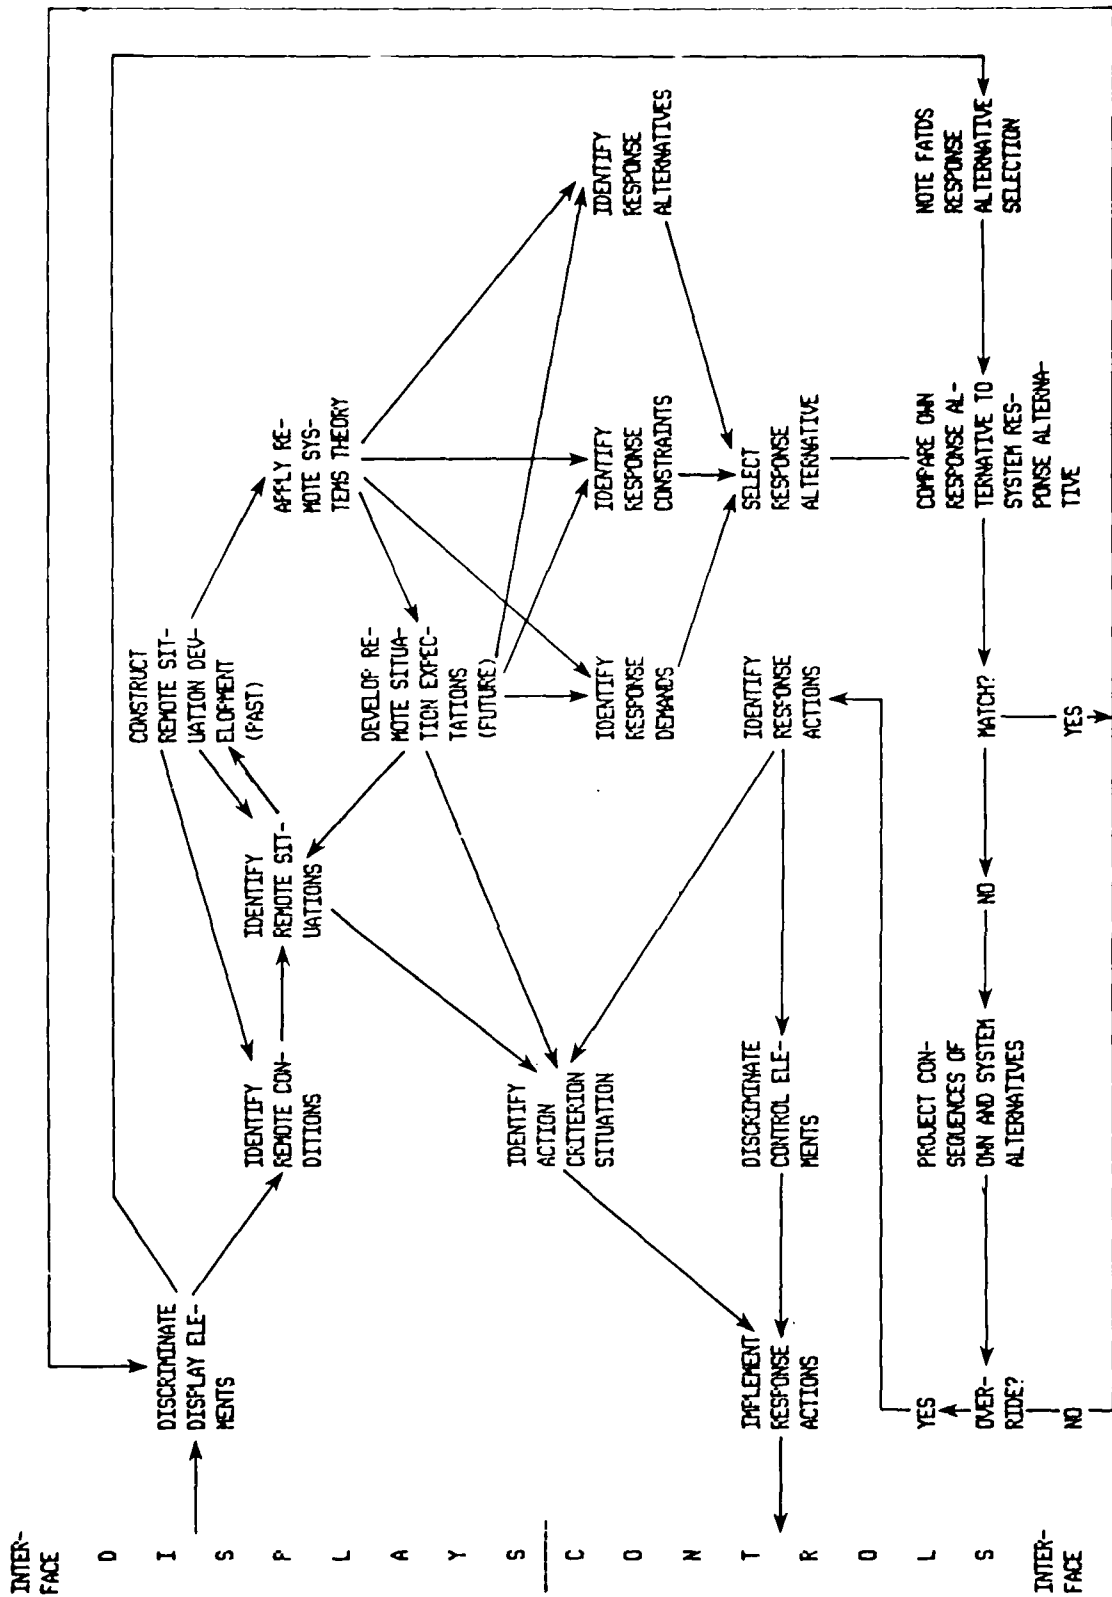 INTER-
FACE
D
I
S
P
L
A
Y
S
C
O
N
T
R
O
L
S
INTER-
FACE
DISCRIMINATE
DISPLAY ELE-
MENTS
IDENTIFY
REMOTE CON-
DITIONS
IDENTIFY
REMOTE SIT-
UATIONS
CONSTRUCT
REMOTE SIT-
UATION DEV-
ELOPMENT
(PAST)
APPLY RE-
MOTE SYS-
TEMS THEORY
DEVELOP RE-
MOTE SITUA-
TION EXPEC-
TATIONS
(FUTURE)
IDENTIFY
ACTION
CRITERION
SITUATION
IDENTIFY
RESPONSE
DEMANDS
IDENTIFY
RESPONSE
CONSTRAINTS
IDENTIFY
RESPONSE
ALTERNATIVES
IMPLEMENT
RESPONSE
ACTIONS
DISCRIMINATE
CONTROL ELE-
MENTS
IDENTIFY
RESPONSE
ACTIONS
SELECT
RESPONSE
ALTERNATIVE
YES
OVER-
RIDE?
NO
PROJECT CON-
SEQUENCES OF
OWN AND SYSTEM
ALTERNATIVES
NO
MATCH?
YES
COMPARE OWN
RESPONSE AL-
TERNATIVE TO
SYSTEM RES-
PONSE ALTERNA-
TIVE
NOTE FATDS
RESPONSE
ALTERNATIVE
SELECTION